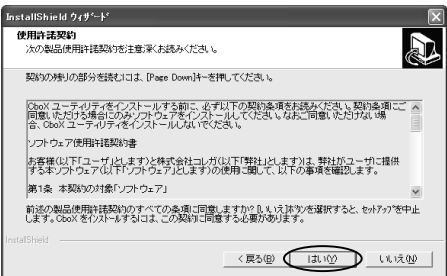 InstallShield ウィザード
使用許諾契約
次の製品使用許諾契約を注意深くお読みください。
契約の残りの部分を読むには、[Page Down]キーを押してください。
CboX ユーティリティをインストールする前に、必ず以下の契約条項をお読みください。契約条項にご
同意いただける場合にのみソフトウェアをインストールしてください。なおご同意いただけない場
合、CboX ユーティリティをインストールしないでください。
ソフトウェア使用許諾契約書
お客様(以下「ユーザ」とします)と株式会社コレガ(以下「弊社」とします)は、弊社がユーザに提供
する本ソフトウェア(以下「ソフトウェア」とします)の使用に関して、以下の事項を確認します。
第1条 本契約の対象「ソフトウェア」
前述の製品使用許諾契約のすべての条項に同意しますか? [いいえ]ボタンを選択すると、セットアップを中止
します。CboX をインストールするには、この契約に同意する必要があります。
InstallShield
< 戻る(B)
はい(Y)
いいえ(N)